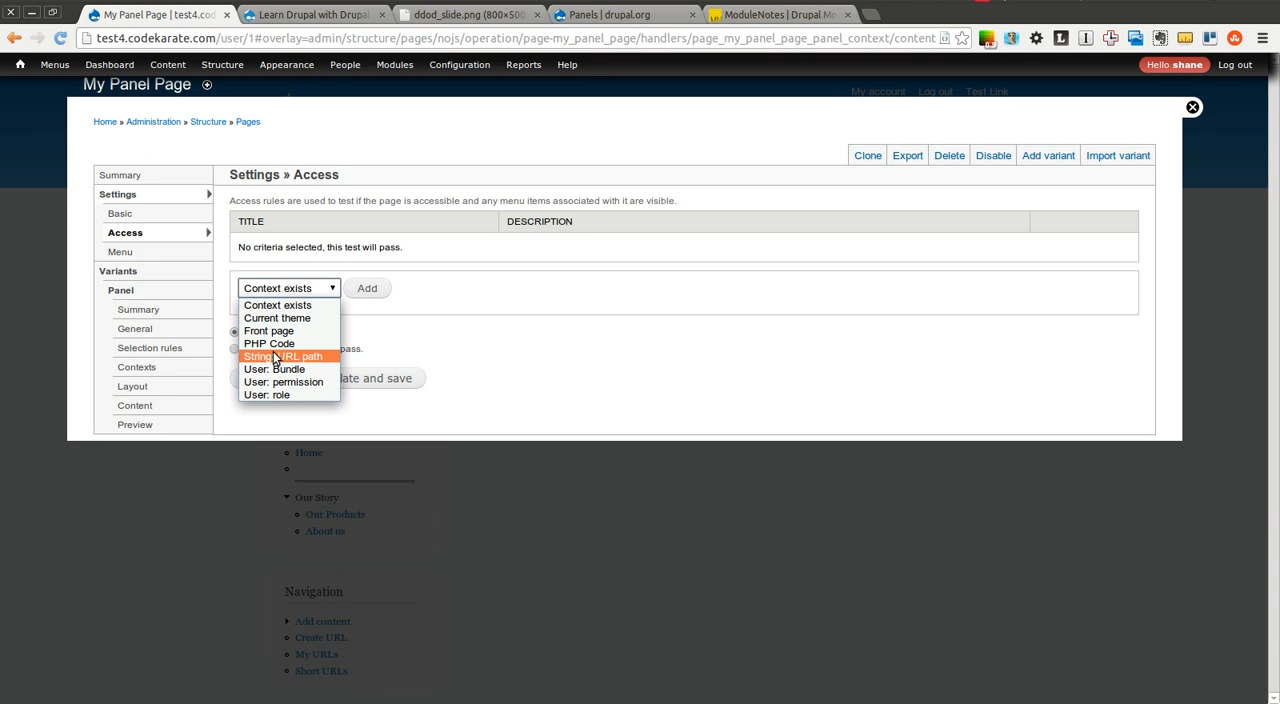 My Panel Page | test4.cod
Learn Drupal with Drupal
ddod_slide.png (800×500
Panels | drupal.org
ModuleNotes | Drupal Mo
test4.codekarate.com/user/1#overlay=admin/structure/pages/nojs/operation/page-my_panel_page/handlers/page_my_panel_page_panel_context/content
Menus Dashboard Content Structure Appearance People Modules Configuration Reports Help Hello shane Log out
My Panel Page
My account Log out Test Link
Home » Administration » Structure » Pages
Clone Export Delete Disable Add variant Import variant
Summary
Settings
Basic
Access
Menu
Variants
Panel
Summary
General
Selection rules
Contexts
Layout
Content
Preview
Settings » Access
Access rules are used to test if the page is accessible and any menu items associated with it are visible.
TITLE DESCRIPTION
No criteria selected, this test will pass.
Context exists Add
Context exists
Current theme
Front page
PHP Code
String: URL path
User: Bundle
User: permission
User: role
pass.
date and save
Home
Our Story
Our Products
About us
Navigation
Add content
Create URL
My URLs
Short URLs